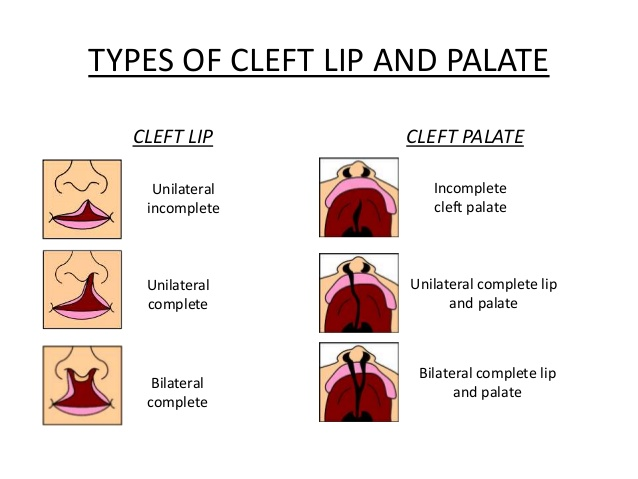 TYPES OF CLEFT LIP AND PALATE
CLEFT LIP
Unilateral
incomplete
Unilateral
complete
Bilateral
complete
CLEFT PALATE
Incomplete
cleft palate
Unilateral complete lip
and palate
Bilateral complete lip
and palate